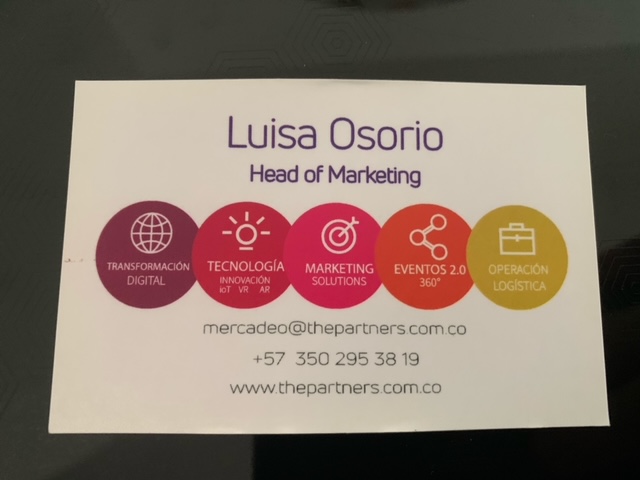 Luisa Osorio
Head of Marketing
TRANSFORMACIÓN
DIGITAL
TECNOLOGÍA
INNOVACIÓN
IoT VR AR
MARKETING
SOLUTIONS
EVENTOS 2.0
360°
OPERACIÓN
LOGÍSTICA
mercadeo@thepartners.com.co
+57 350 295 38 19
www.thepartners.com.co